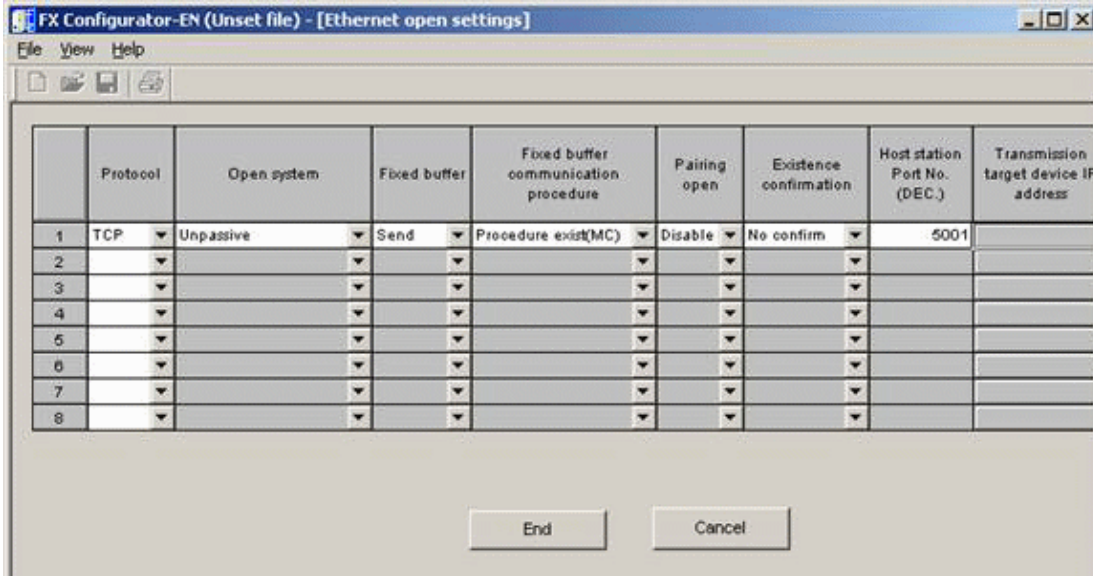 FX Configurator-EN (Unset file) - [Ethernet open settings]
File View Help
Protocol Open system Fixed buffer Fixed buffer communication procedure Pairing open Existence confirmation Host station Port No. (DEC.) Transmission target device IP address
1 TCP Unpassive Send Procedure exist(MC) Disable No confirm 5001
2
3
4
5
6
7
8
End Cancel